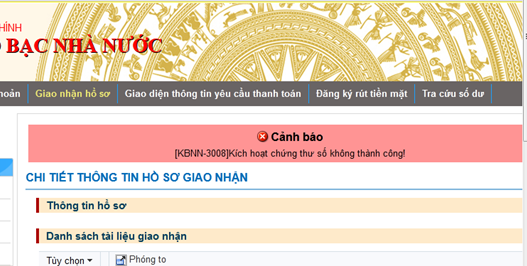 HÍNH
BẠC NHÀ NƯỚC
hoản Giao nhận hồ sơ Giao diện thông tin yêu cầu thanh toán Đăng ký rút tiền mặt Tra cứu số dư
Cảnh báo
[KBNN-3008]Kích hoạt chứng thư số không thành công!
CHI TIẾT THÔNG TIN HỒ SƠ GIAO NHẬN
Thông tin hồ sơ
Danh sách tài liệu giao nhận
Tùy chọn Phóng to